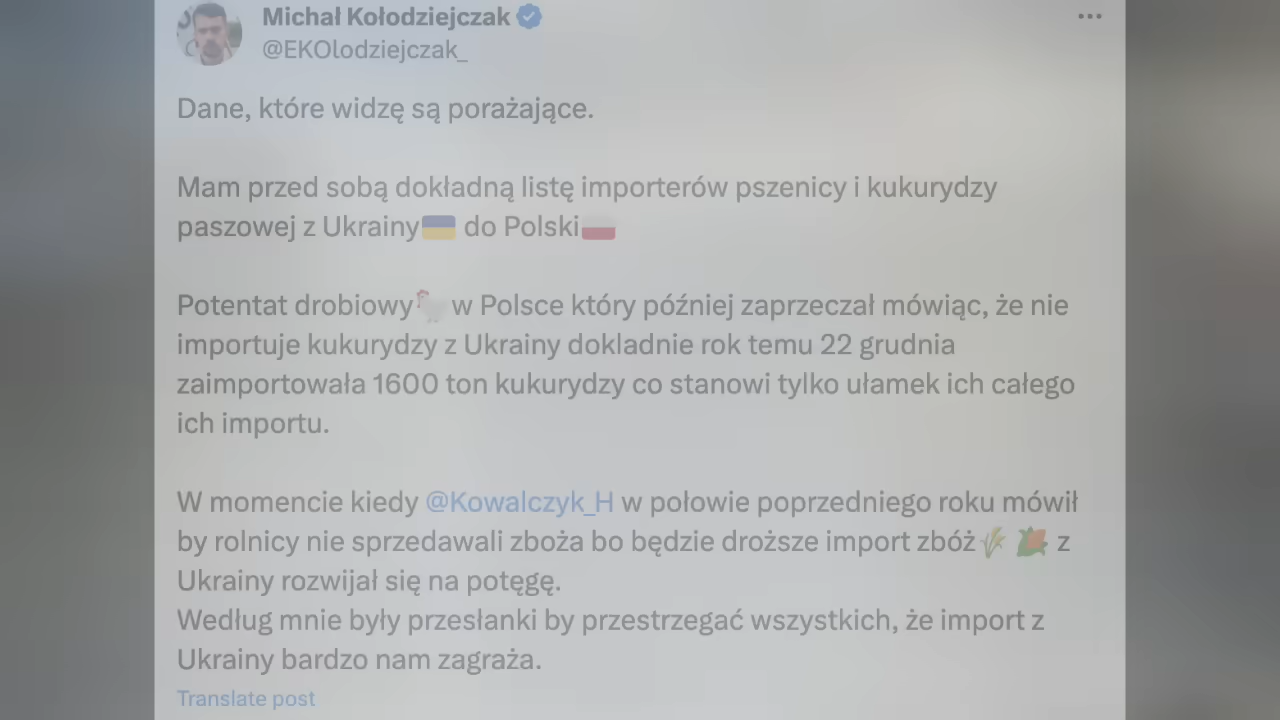 Michał Kołodziejczak
@EKOlodziejczak_
Dane, które widzę są porażające.
Mam przed sobą dokładną listę importerów pszenicy i kukurydzy
paszowej z Ukrainy🇺🇦 do Polski🇵🇱
Potentat drobiowy🐓 w Polsce który później zaprzeczał mówiąc, że nie
importuje kukurydzy z Ukrainy dokladnie rok temu 22 grudnia
zaimportowała 1600 ton kukurydzy co stanowi tylko ułamek ich całego
ich importu.
W momencie kiedy @Kowalczyk_H w połowie poprzedniego roku mówił
by rolnicy nie sprzedawali zboża bo będzie droższe import zbóż🌾 🌽 z
Ukrainy rozwijał się na potęgę.
Według mnie były przesłanki by przestrzegać wszystkich, że import z
Ukrainy bardzo nam zagraża.
Translate post